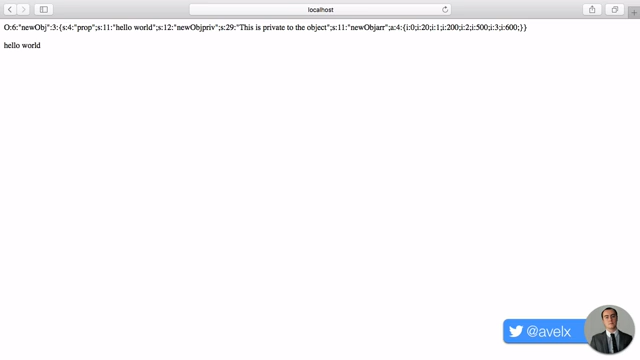 localhost
O:6:"newObj":3:{s:4:"prop";s:11:"hello world";s:12:"newObjpriv";s:29:"This is private to the object";s:11:"newObjarr";a:4:{i:0;i:20;i:1;i:200;i:2;i:500;i:3;i:600;}}
hello world
@avelx